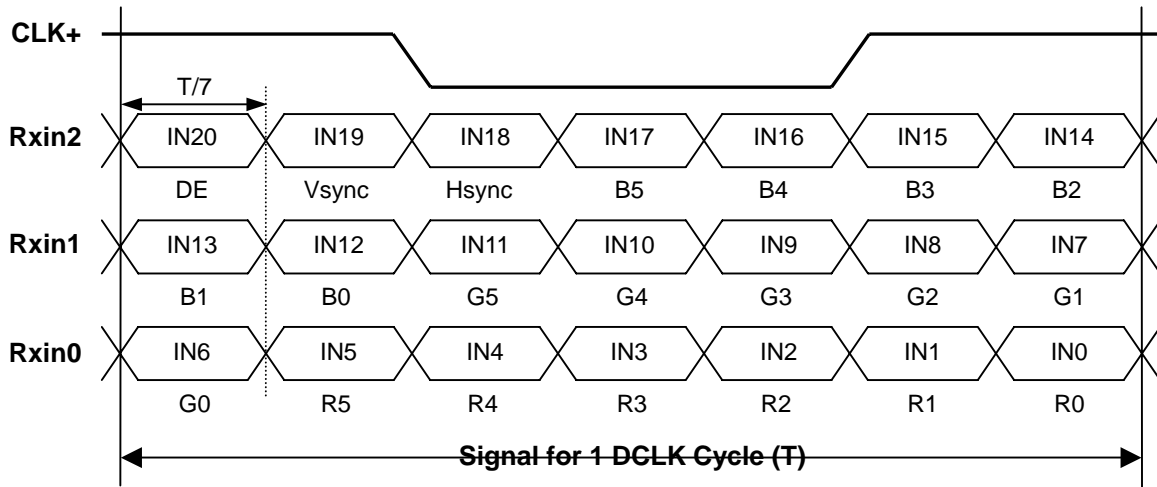 CLK+
T/7
Rxin2 IN20 IN19 IN18 IN17 IN16 IN15 IN14
DE Vsync Hsync B5 B4 B3 B2
Rxin1 IN13 IN12 IN11 IN10 IN9 IN8 IN7
B1 B0 G5 G4 G3 G2 G1
Rxin0 IN6 IN5 IN4 IN3 IN2 IN1 IN0
G0 R5 R4 R3 R2 R1 R0
Signal for 1 DCLK Cycle (T)